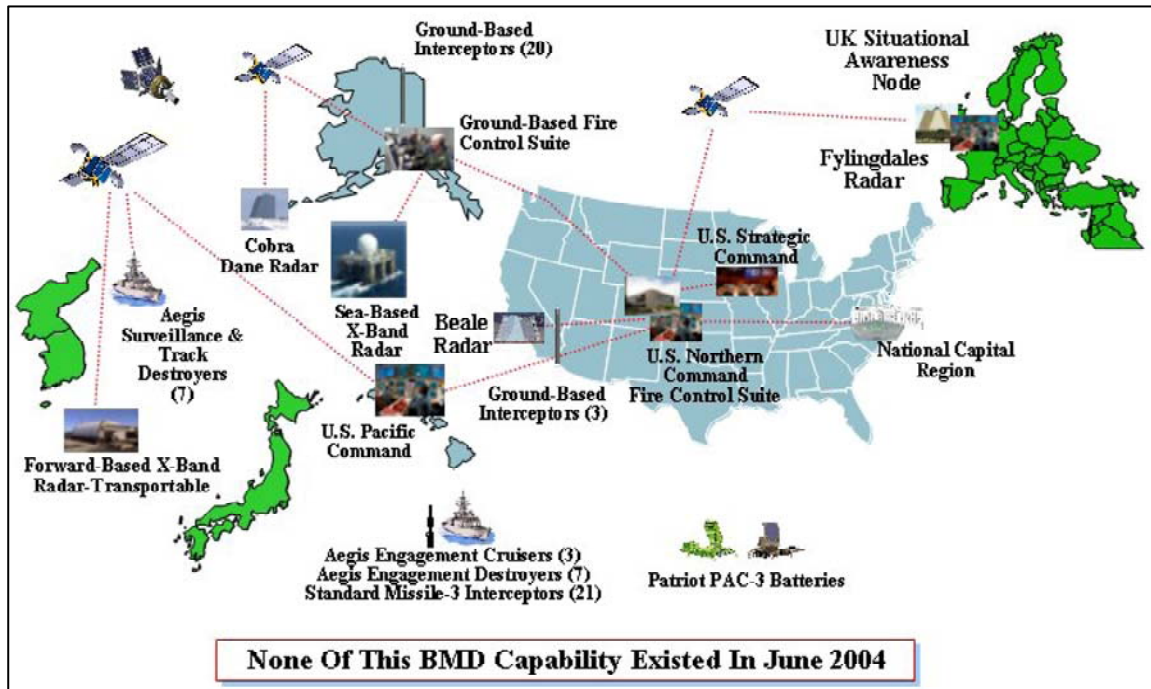 Ground-Based
Interceptors (20)
UK Situational
Awareness
Node
Ground-Based Fire
Control Suite
Fylingdales
Radar
U.S. Strategic
Command
Cobra
Dane Radar
Aegis
Surveillance &
Track
Destroyers
(7)
Sea-Based
X-Band
Radar
Beale
Radar
National Capital
Region
U.S. Northern
Command
Fire Control Suite
Ground-Based
Interceptors (3)
U.S. Pacific
Command
Forward-Based X-Band
Radar-Transportable
Aegis Engagement Cruisers (3)
Aegis Engagement Destroyers (7)
Standard Missile-3 Interceptors (21)
Patriot PAC-3 Batteries
None Of This BMD Capability Existed In June 2004